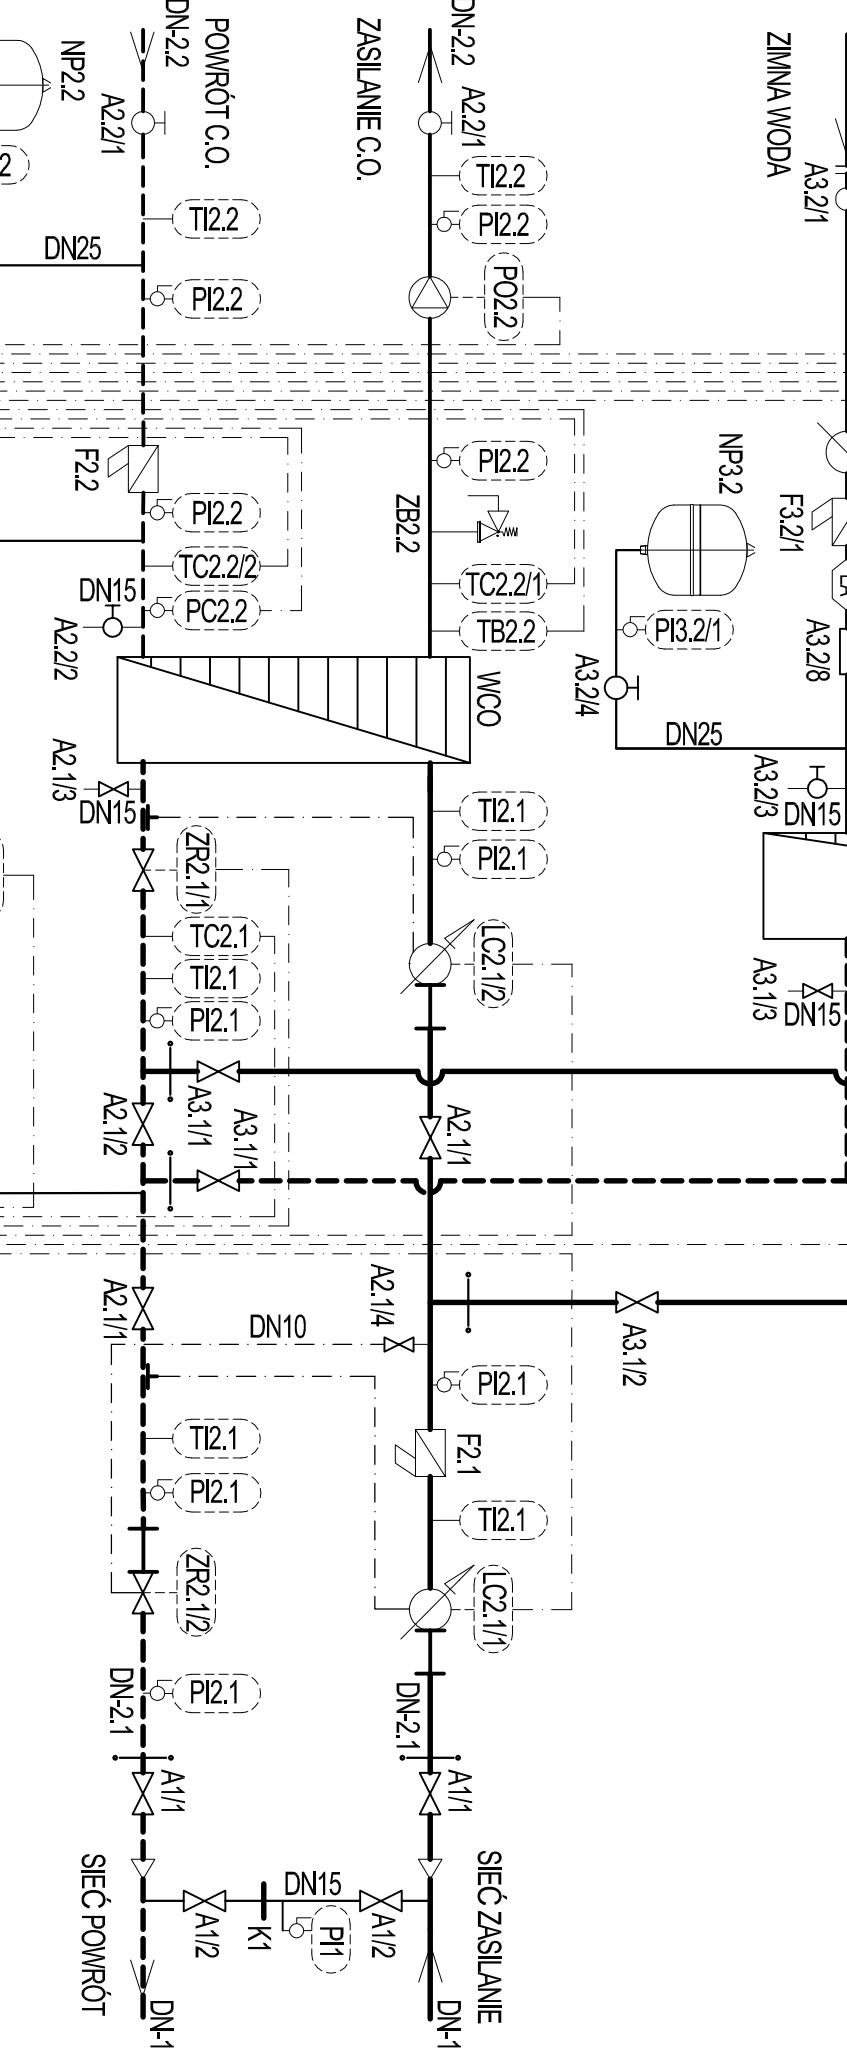 DN-2.2
POWRÓT C.O.
DN-2.2
ZASILANIE C.O.
ZIMNA WODA
NP2.2
A2.2/1
A2.2/1
A3.2/1
2
TI2.2
PI2.2
TI2.2
DN25
PI2.2
PO2.2
F2.2
PI2.2
ZB2.2
NP3.2
F3.2/1
PI2.2
TC2.2/2
TC2.2/1
DN15
PC2.2
TB2.2
PI3.2/1
A3.2/8
A2.2/2
WCO
A3.2/4
DN25
A2.1/3
DN15
TI2.1
PI2.1
A3.2/3
DN15
ZR2.1/1
TC2.1
TI2.1
PI2.1
LC2.1/2
A3.1/3
DN15
A2.1/2
A3.1/1
A3.1/1
A2.1/1
A2.1/1
DN10
A2.1/4
A3.1/2
PI2.1
TI2.1
F2.1
PI2.1
TI2.1
ZR2.1/2
LC2.1/1
PI2.1
DN-2.1
DN-2.1
A1/1
A1/1
SIEĆ POWRÓT
A1/2
K1
DN15
PI1
A1/2
SIEĆ ZASILANIE
DN-1
DN-1